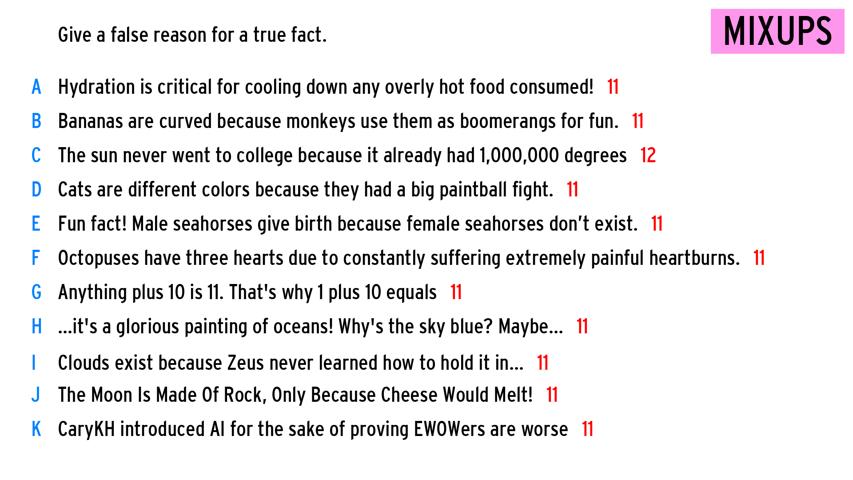 Give a false reason for a true fact.
MIXUPS
A Hydration is critical for cooling down any overly hot food consumed! 11
B Bananas are curved because monkeys use them as boomerangs for fun. 11
C The sun never went to college because it already had 1,000,000 degrees 12
D Cats are different colors because they had a big paintball fight. 11
E Fun fact! Male seahorses give birth because female seahorses don’t exist. 11
F Octopuses have three hearts due to constantly suffering extremely painful heartburns. 11
G Anything plus 10 is 11. That's why 1 plus 10 equals 11
H ...it's a glorious painting of oceans! Why's the sky blue? Maybe... 11
I Clouds exist because Zeus never learned how to hold it in... 11
J The Moon Is Made Of Rock, Only Because Cheese Would Melt! 11
K CaryKH introduced AI for the sake of proving EWOWers are worse 11